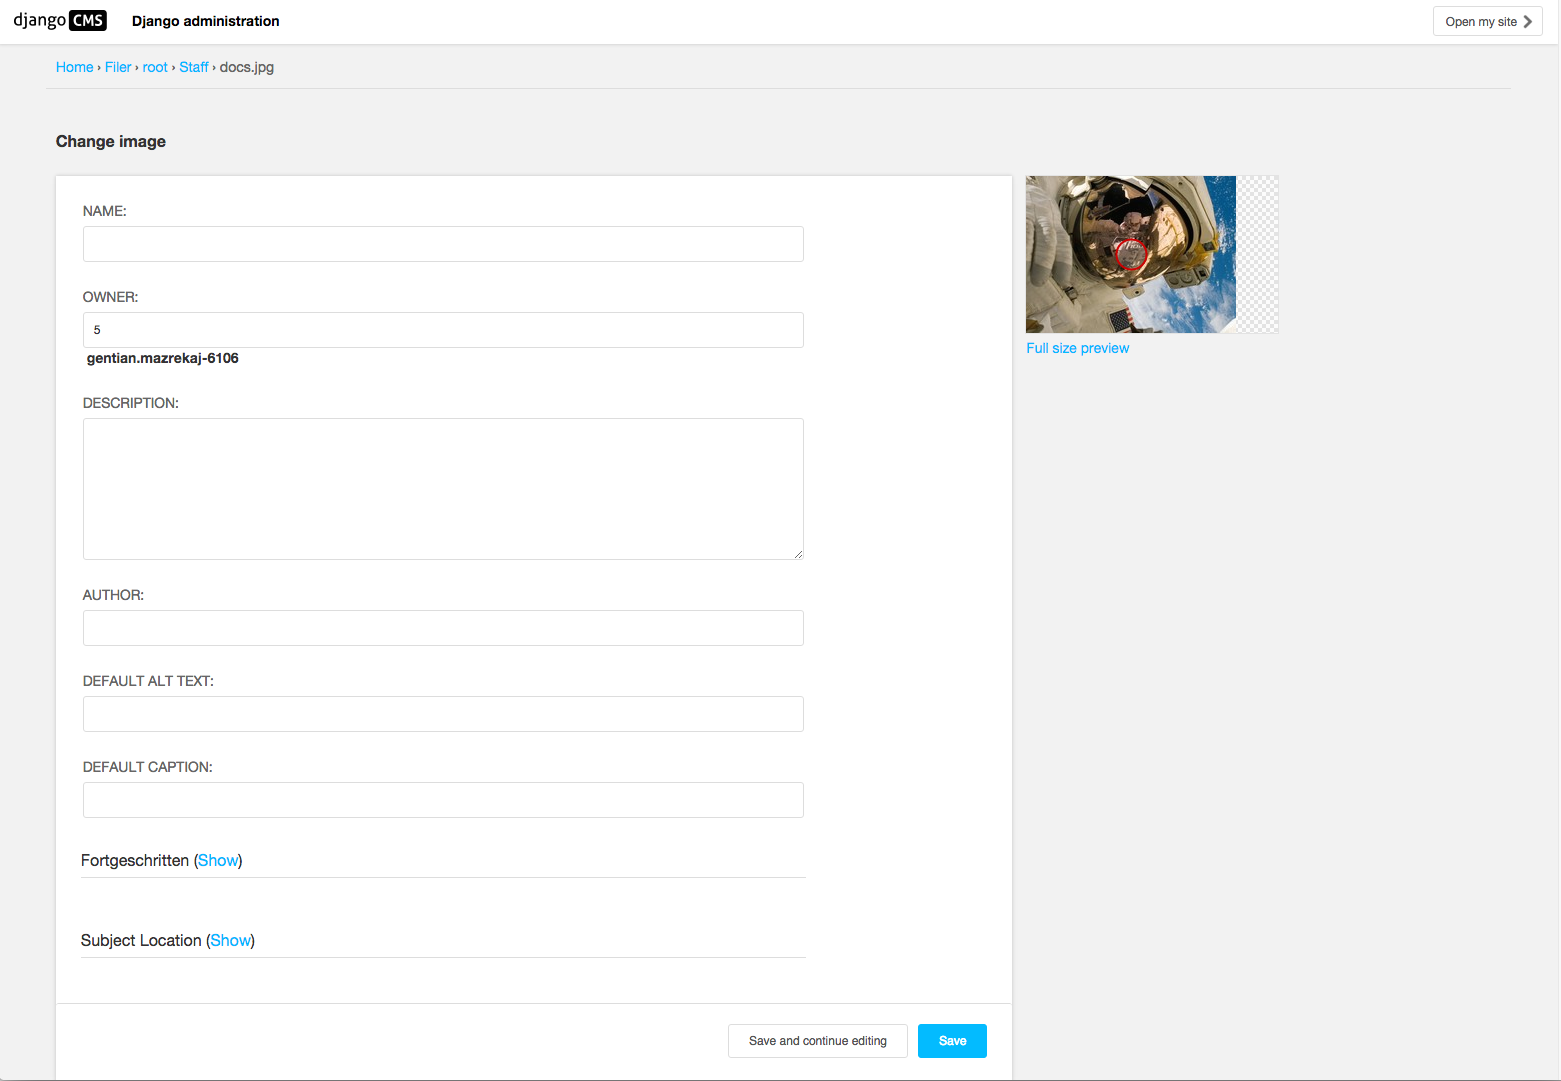 django CMS Django administration Open my site
Home › Filer › root › Staff › docs.jpg
Change image
NAME:
OWNER:
5
gentian.mazrekaj-6106
Full size preview
DESCRIPTION:
AUTHOR:
DEFAULT ALT TEXT:
DEFAULT CAPTION:
Fortgeschritten (Show)
Subject Location (Show)
Save and continue editing Save